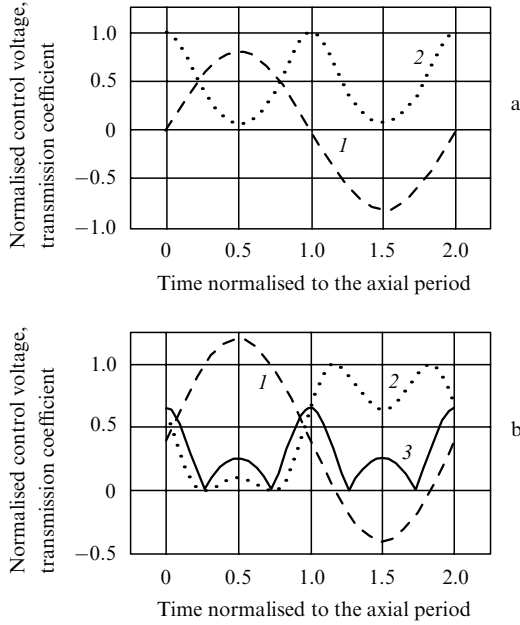 Normalised control voltage,
transmission coefficient
1.0
0.5
0
−0.5
−1.0
2
1
a
0 0.5 1.0 1.5 2.0
Time normalised to the axial period
Normalised control voltage,
transmission coefficient
1.0
0.5
0
−0.5
1
2
3
b
0 0.5 1.0 1.5 2.0
Time normalised to the axial period